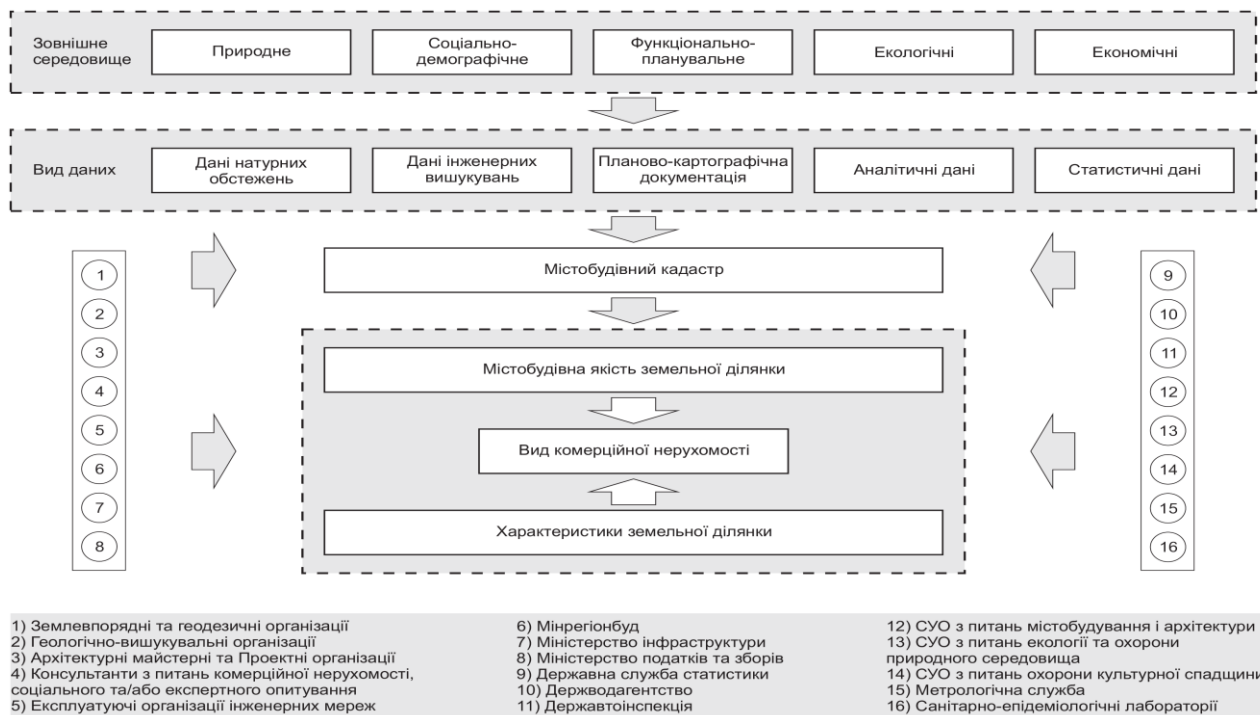 Зовнішнє
середовище
Природне
Соціально-
демографічне
Функціонально-
планувальне
Екологічні
Економічні
Вид даних
Дані натурних
обстежень
Дані інженерних
вишукувань
Планово-картографічна
документація
Аналітичні дані
Статистичні дані
Містобудівний кадастр
1
2
3
4
5
6
7
8
Містобудівна якість земельної ділянки
Вид комерційної нерухомості
Характеристики земельної ділянки
9
10
11
12
13
14
15
16
1) Землевпорядні та геодезичні організації
2) Геологічно-вишукувальні організації
3) Архітектурні майстерні та Проектні організації
4) Консультанти з питань комерційної нерухомості,
соціального та/або експертного опитування
5) Експлуатуючі організації інженерних мереж
6) Мінрегіонбуд
7) Міністерство інфраструктури
8) Міністерство податків та зборів
9) Державна служба статистики
10) Держводагентство
11) Державтоінспекція
12) СУО з питань містобудування і архітектури
13) СУО з питань екології та охорони
природного середовища
14) СУО з питань охорони культурної спадщини
15) Метрологічна служба
16) Санітарно-епідеміологічні лабораторії